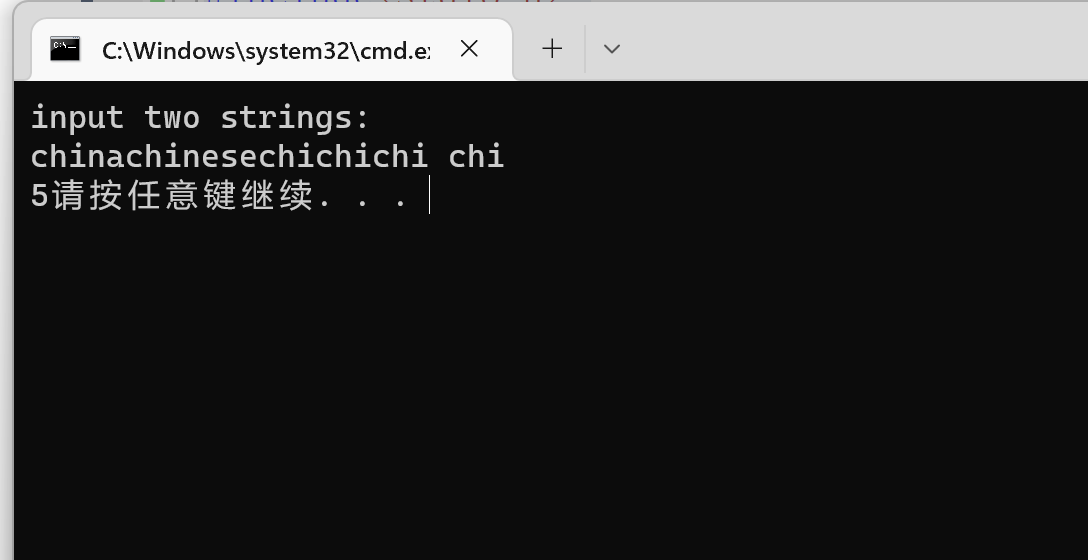 C:\Windows\system32\cmd.ex
input two strings:
chinachinesechichichi chi
5请按任意键继续. . .